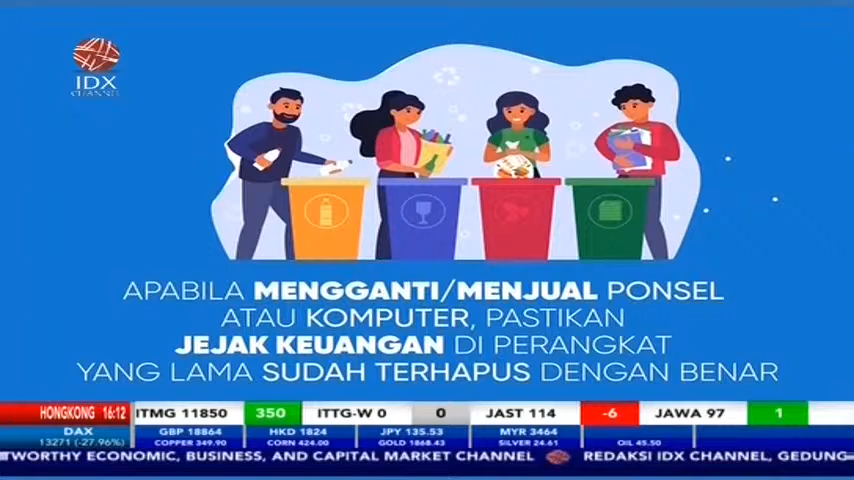 IDX
CHANNEL
APABILA MENGGANTI/MENJUAL PONSEL
ATAU KOMPUTER, PASTIKAN
JEJAK KEUANGAN DI PERANGKAT
YANG LAMA SUDAH TERHAPUS DENGAN BENAR
HONGKONG 16:12 ITMG 11850 350 ITTG-W 0 0 JAST 114 -6 JAWA 97 1
DAX GBP 18864 HKD 1824 JPY 135.53 MYR 3464
13271 (-27.96%) COPPER 349.90 CORN 424.00 GOLD 1868.43 SILVER 24.61 OIL 45.50
TWORTHY ECONOMIC, BUSINESS, AND CAPITAL MARKET CHANNEL REDAKSI IDX CHANNEL, GEDUNG